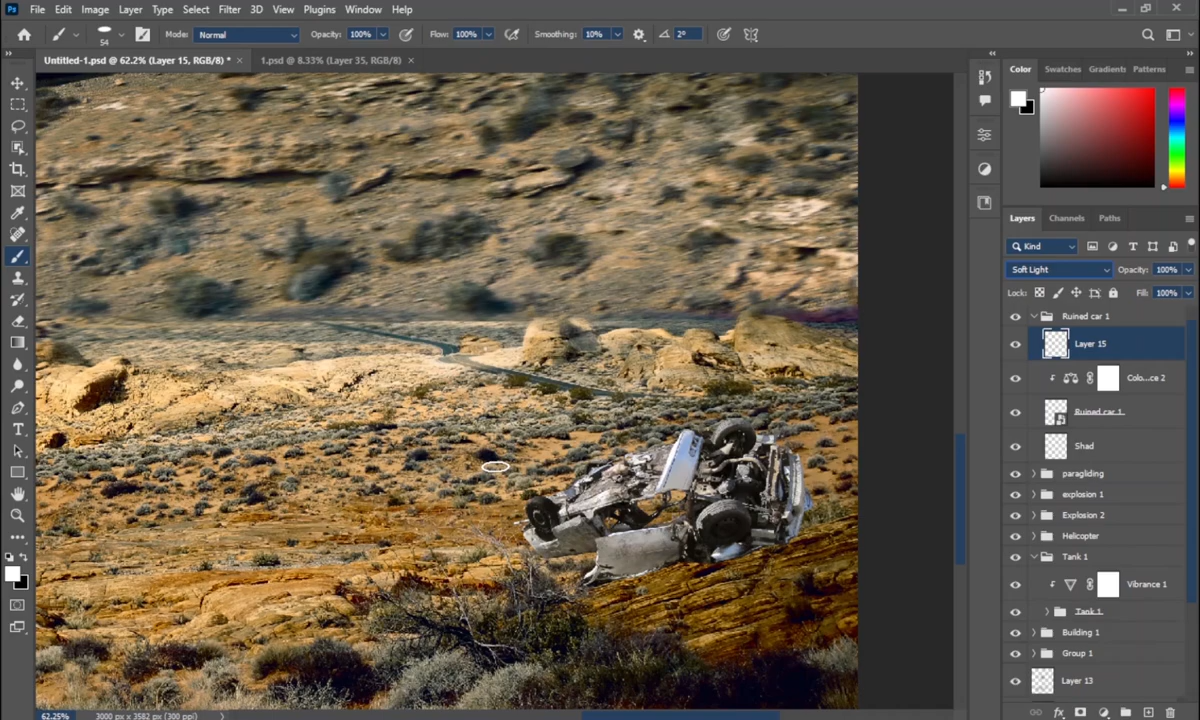 Ps File Edit Image Layer Type Select Filter 3D View Plugins Window Help
54 Mode: Normal Opacity: 100% Flow: 100% Smoothing: 10% 2°
Untitled-1.psd @ 62.2% (Layer 15, RGB/8) * × 1.psd @ 8.33% (Layer 35, RGB/8) ×
Color Swatches Gradients Patterns
Layers Channels Paths
Kind
Soft Light Opacity: 100%
Lock: Fill: 100%
Ruined car 1
Layer 15
Colo...ce 2
Ruined car 1
Shad
paragliding
explosion 1
Explosion 2
Helicopter
Tank 1
Vibrance 1
Tank 1
Building 1
Group 1
Layer 13
62.25% 3000 px x 3582 px (300 ppi)